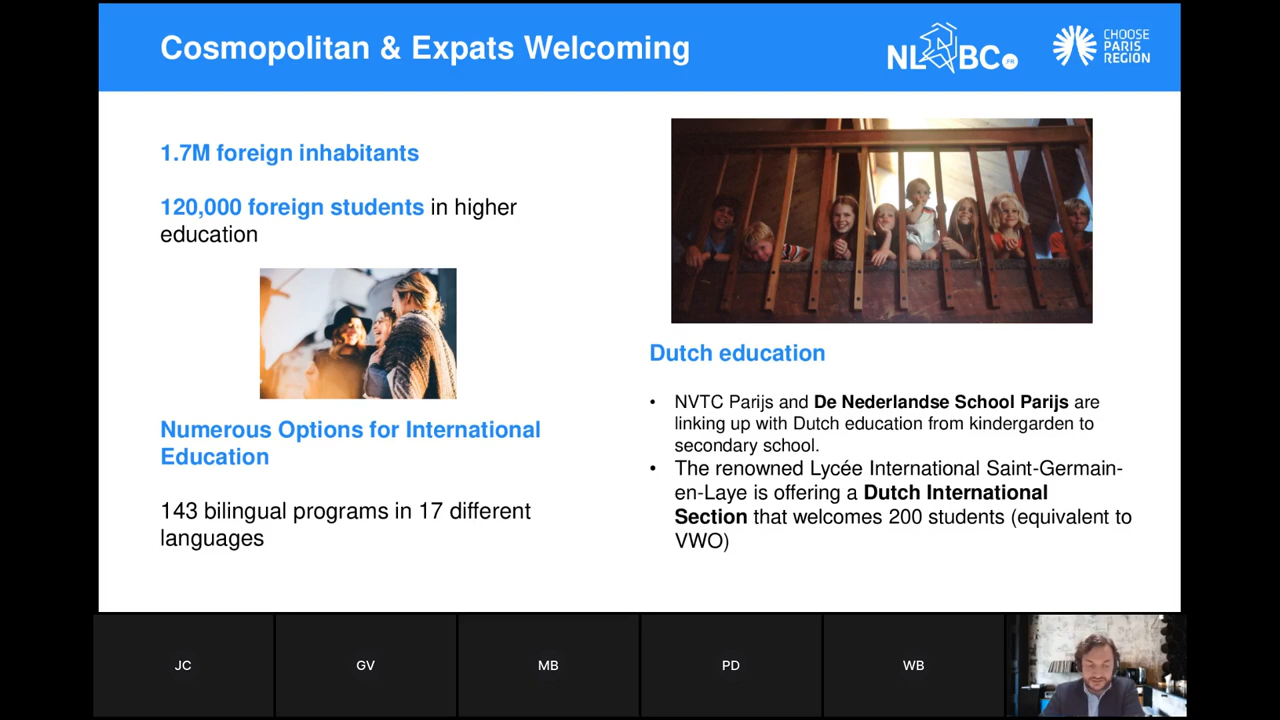 Cosmopolitan & Expats Welcoming
NL ABC FR
CHOOSE
PARIS
REGION
1.7M foreign inhabitants
120,000 foreign students in higher
education
Numerous Options for International
Education
143 bilingual programs in 17 different
languages
Dutch education
• NVTC Parijs and De Nederlandse School Parijs are
linking up with Dutch education from kindergarden to
secondary school.
• The renowned Lycée International Saint-Germain-
en-Laye is offering a Dutch International
Section that welcomes 200 students (equivalent to
VWO)
JC
GV
MB
PD
WB